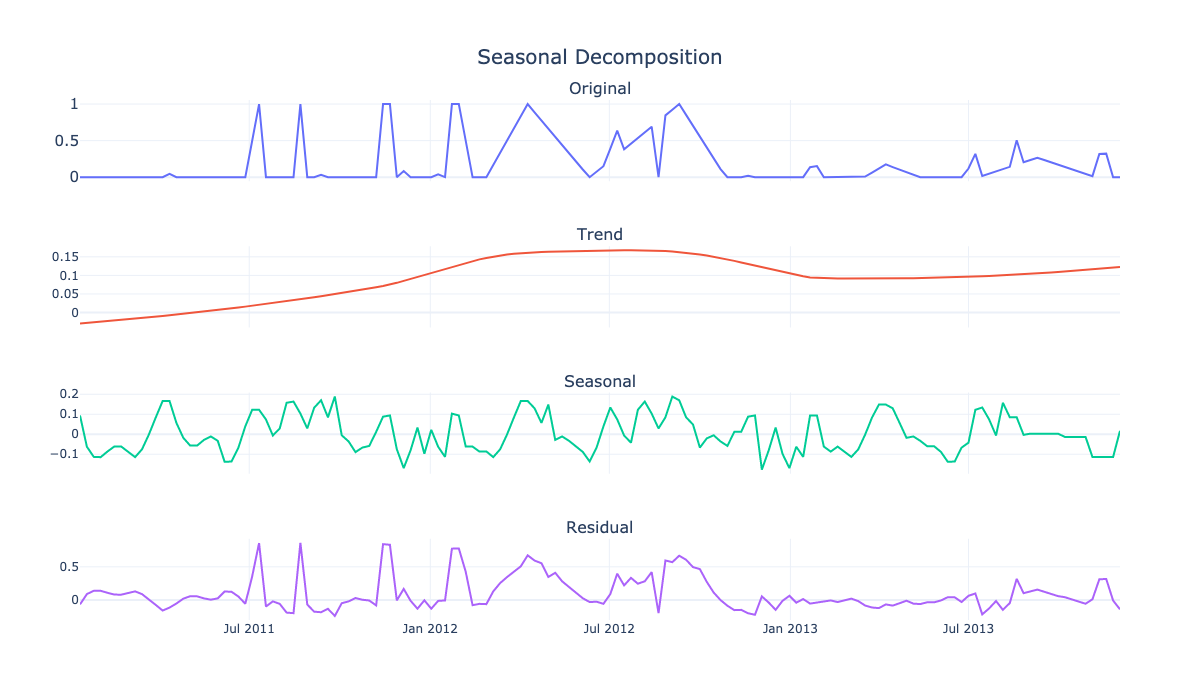 Seasonal Decomposition
Original
1
0.5
0
Trend
0.15
0.1
0.05
0
Seasonal
0.2
0.1
0
−0.1
Residual
0.5
0
Jul 2011 Jan 2012 Jul 2012 Jan 2013 Jul 2013